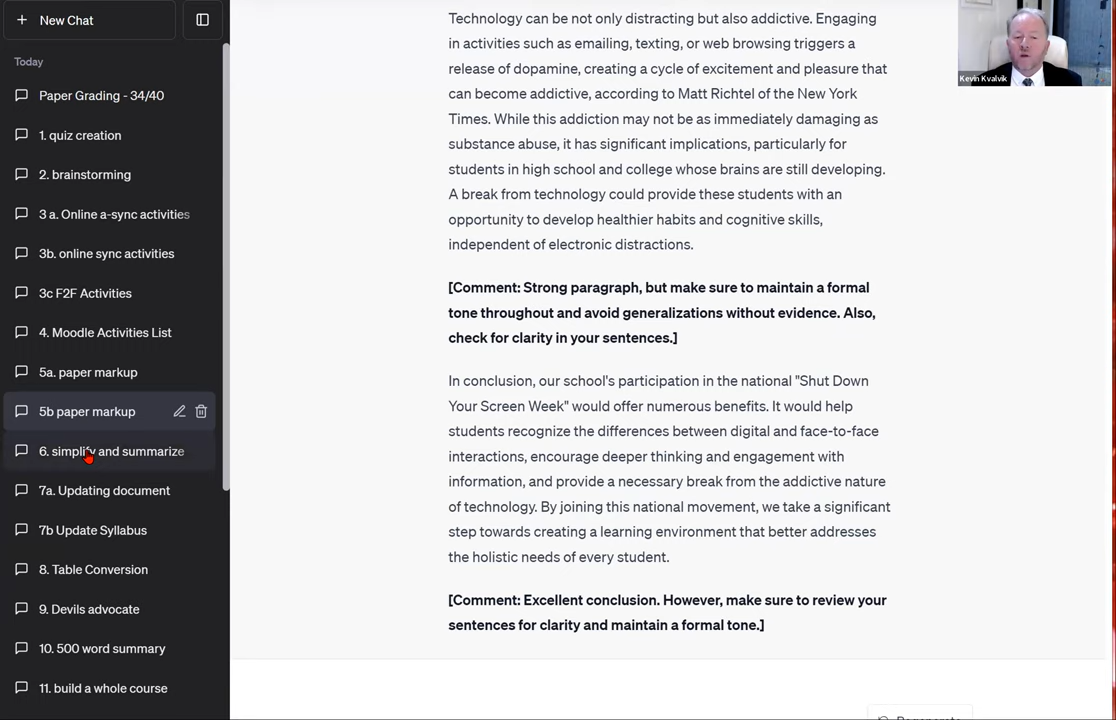 New Chat
Today
Paper Grading - 34/40
1. quiz creation
2. brainstorming
3 a. Online a-sync activities
3b. online sync activities
3c F2F Activities
4. Moodle Activities List
5a. paper markup
5b paper markup
6. simplify and summarize
7a. Updating document
7b Update Syllabus
8. Table Conversion
9. Devils advocate
10. 500 word summary
11. build a whole course
Technology can be not only distracting but also addictive. Engaging
in activities such as emailing, texting, or web browsing triggers a
release of dopamine, creating a cycle of excitement and pleasure that
can become addictive, according to Matt Richtel of the New York
Times. While this addiction may not be as immediately damaging as
substance abuse, it has significant implications, particularly for
students in high school and college whose brains are still developing.
A break from technology could provide these students with an
opportunity to develop healthier habits and cognitive skills,
independent of electronic distractions.
[Comment: Strong paragraph, but make sure to maintain a formal
tone throughout and avoid generalizations without evidence. Also,
check for clarity in your sentences.]
In conclusion, our school's participation in the national "Shut Down
Your Screen Week" would offer numerous benefits. It would help
students recognize the differences between digital and face-to-face
interactions, encourage deeper thinking and engagement with
information, and provide a necessary break from the addictive nature
of technology. By joining this national movement, we take a significant
step towards creating a learning environment that better addresses
the holistic needs of every student.
[Comment: Excellent conclusion. However, make sure to review your
sentences for clarity and maintain a formal tone.]
Kevin Kvalvik